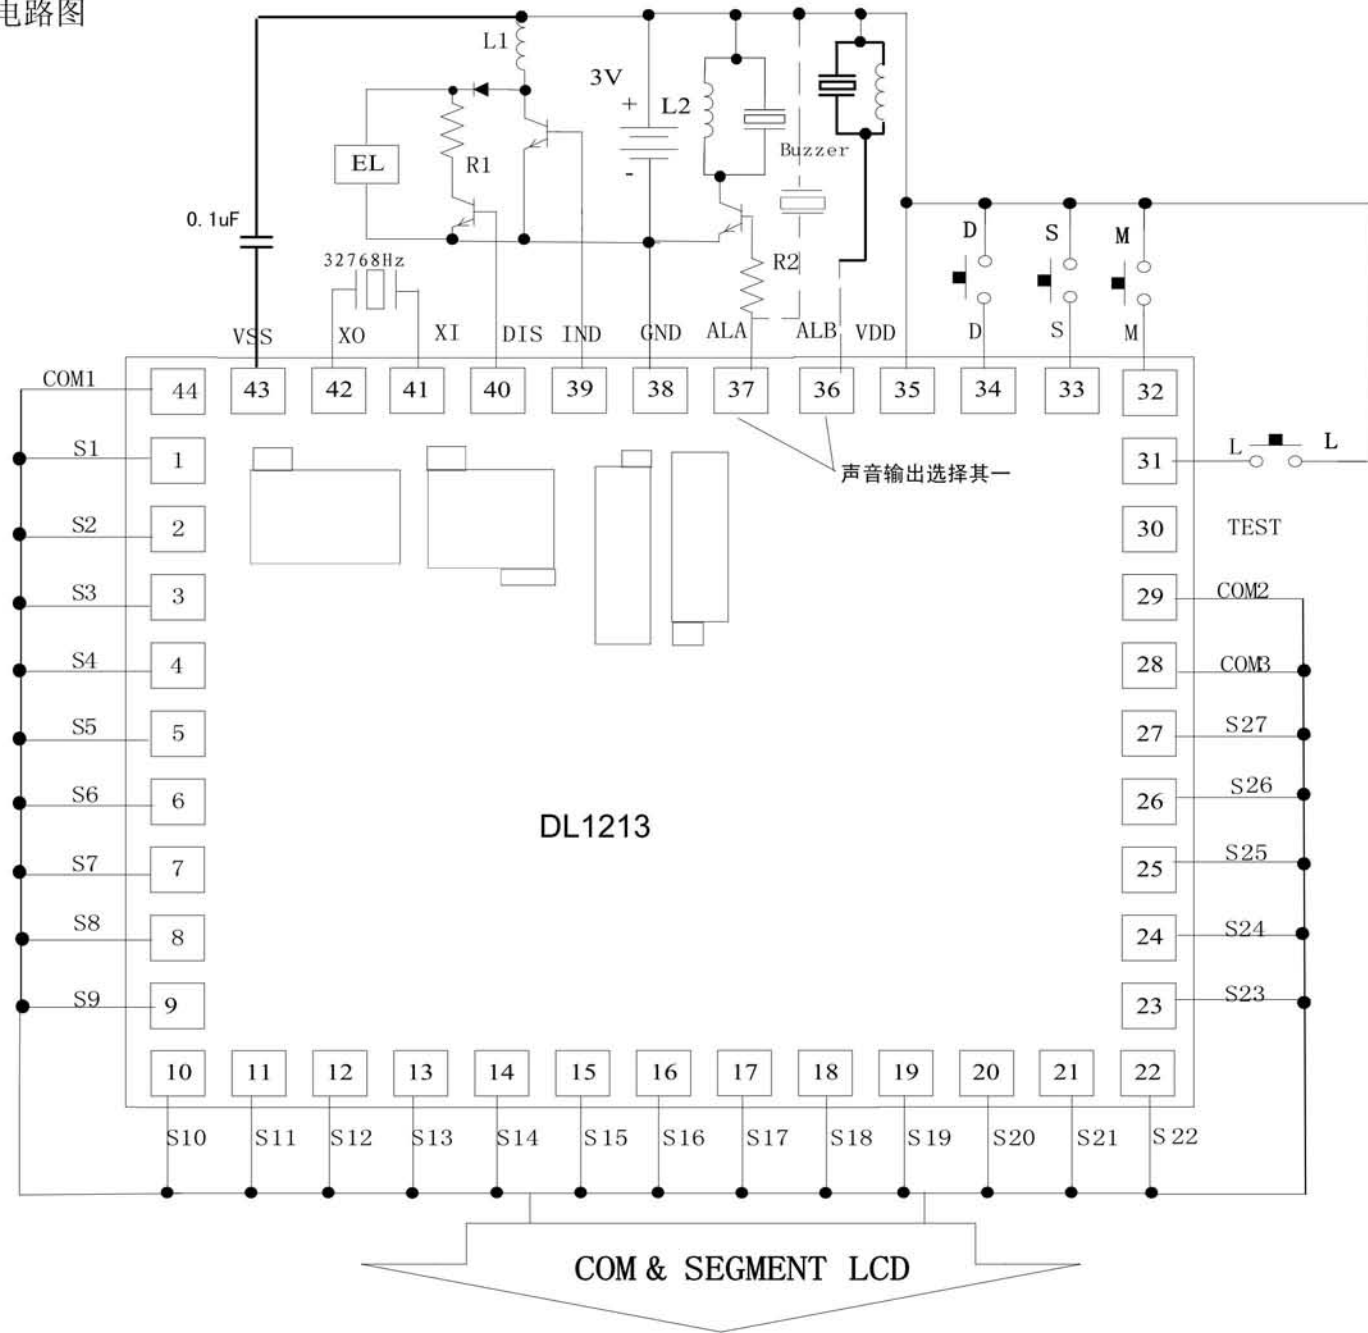 电路图
L1
3V
+
L2
Buzzer
EL
R1
-
0.1uF
D
S
M
32768Hz
R2
VSS
XO
XI
DIS
IND
GND
ALA
ALB
VDD
D
S
M
COM1
44
43
42
41
40
39
38
37
36
35
34
33
32
S1
1
31
L
L
声音输出选择其一
S2
2
30
TEST
S3
3
29
COM2
S4
4
28
COM3
S5
5
27
S27
S6
6
26
S26
DL1213
S7
7
25
S25
S8
8
24
S24
S9
9
23
S23
10
11
12
13
14
15
16
17
18
19
20
21
22
S10
S11
S12
S13
S14
S15
S16
S17
S18
S19
S20
S21
S22
COM & SEGMENT LCD